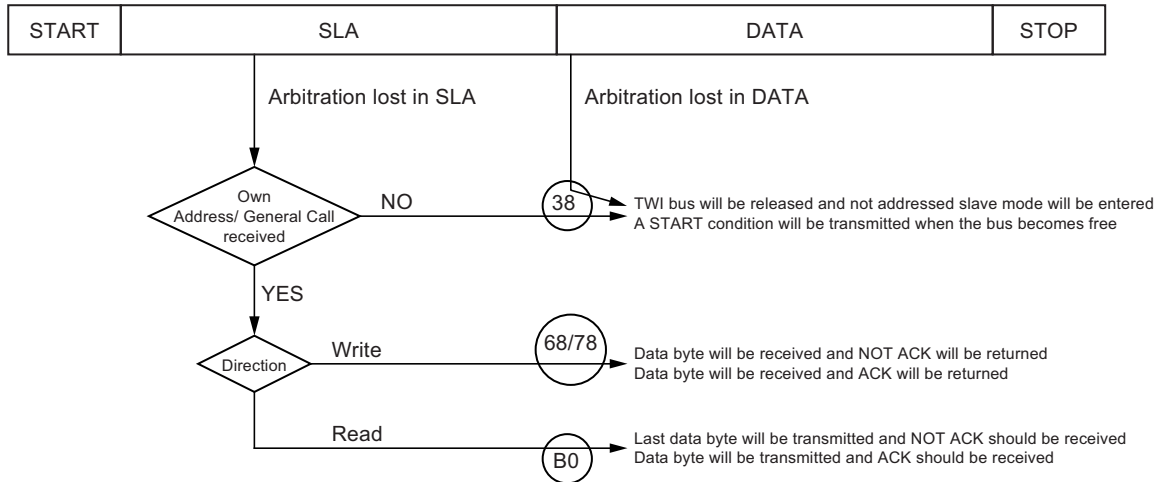 START SLA DATA STOP
Arbitration lost in SLA Arbitration lost in DATA
Own
Address/ General Call
received
NO
38
TWI bus will be released and not addressed slave mode will be entered
A START condition will be transmitted when the bus becomes free
YES
Direction
Write
68/78
Data byte will be received and NOT ACK will be returned
Data byte will be received and ACK will be returned
Read
B0
Last data byte will be transmitted and NOT ACK should be received
Data byte will be transmitted and ACK should be received